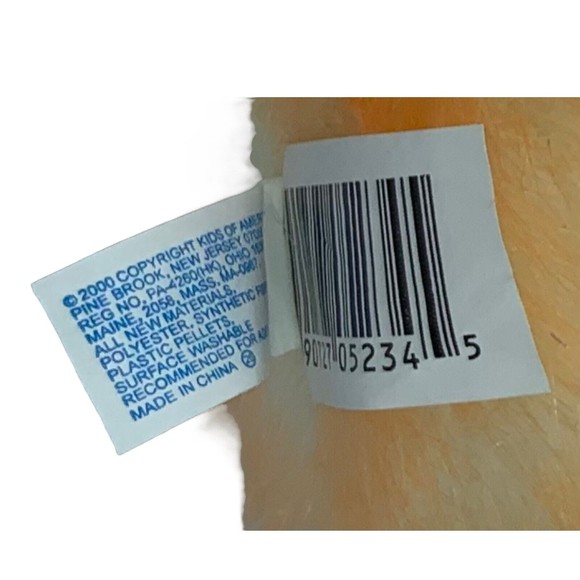 © 2000 COPYRIGHT KIDS OF
PINE BROOK, NEW JERSEY
REG NO, PA-4260(HK), OHIO
MAINE, 2056, MASS, 
ALL NEW MATERIALS,
POLYESTER, SYNTHETIC
PLASTIC PELLETS
SURFACE WASHABLE
RECOMMENDED FOR
MADE IN CHINA
05234 5